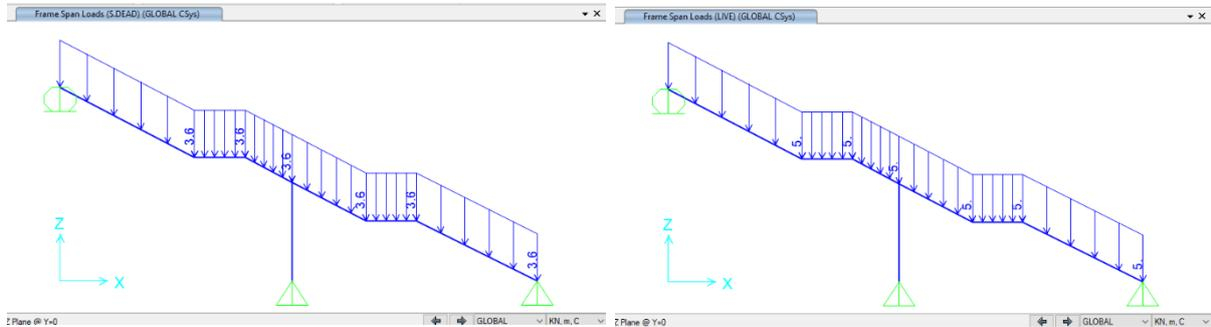 Frame Span Loads (S.DEAD) (GLOBAL CSys)
3.6
3.6
3.6
3.6
3.6
3.6
Z
X
Z Plane @ Y=0
GLOBAL
KN, m, C
Frame Span Loads (LIVE) (GLOBAL CSys)
5.
5.
5.
5.
5.
5.
Z
X
Z Plane @ Y=0
GLOBAL
KN, m, C